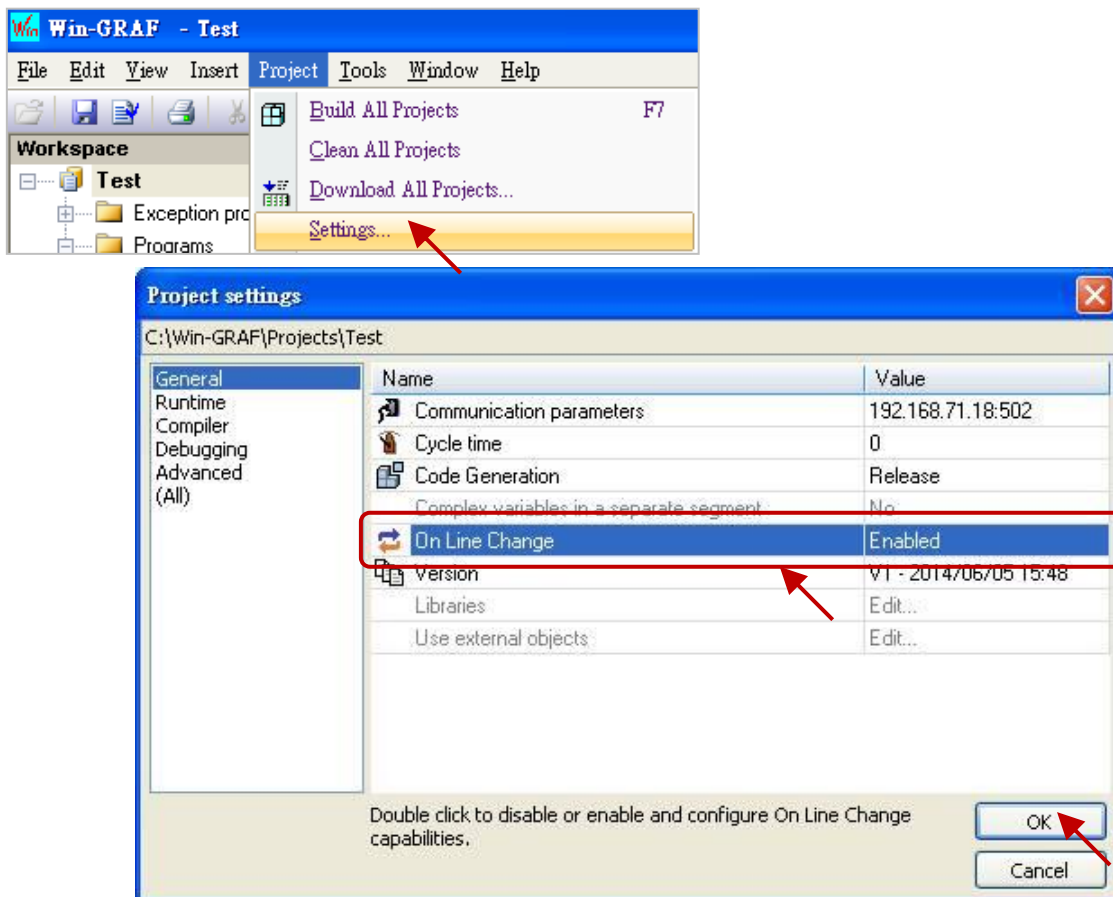 Win Win-GRAF - Test
File Edit View Insert Project Tools Window Help
Build All Projects F7
Workspace
Clean All Projects
Test
Download All Projects...
Exception pro
Settings...
Programs
Project settings
C:\Win-GRAF\Projects\Test
General
Runtime
Compiler
Debugging
Advanced
(All)
Name Value
Communication parameters 192.168.71.18:502
Cycle time 0
Code Generation Release
Complex variables in a separate segment No
On Line Change Enabled
Version V1 - 2014/06/05 15:48
Libraries Edit...
Use external objects Edit...
Double click to disable or enable and configure On Line Change
capabilities.
OK
Cancel